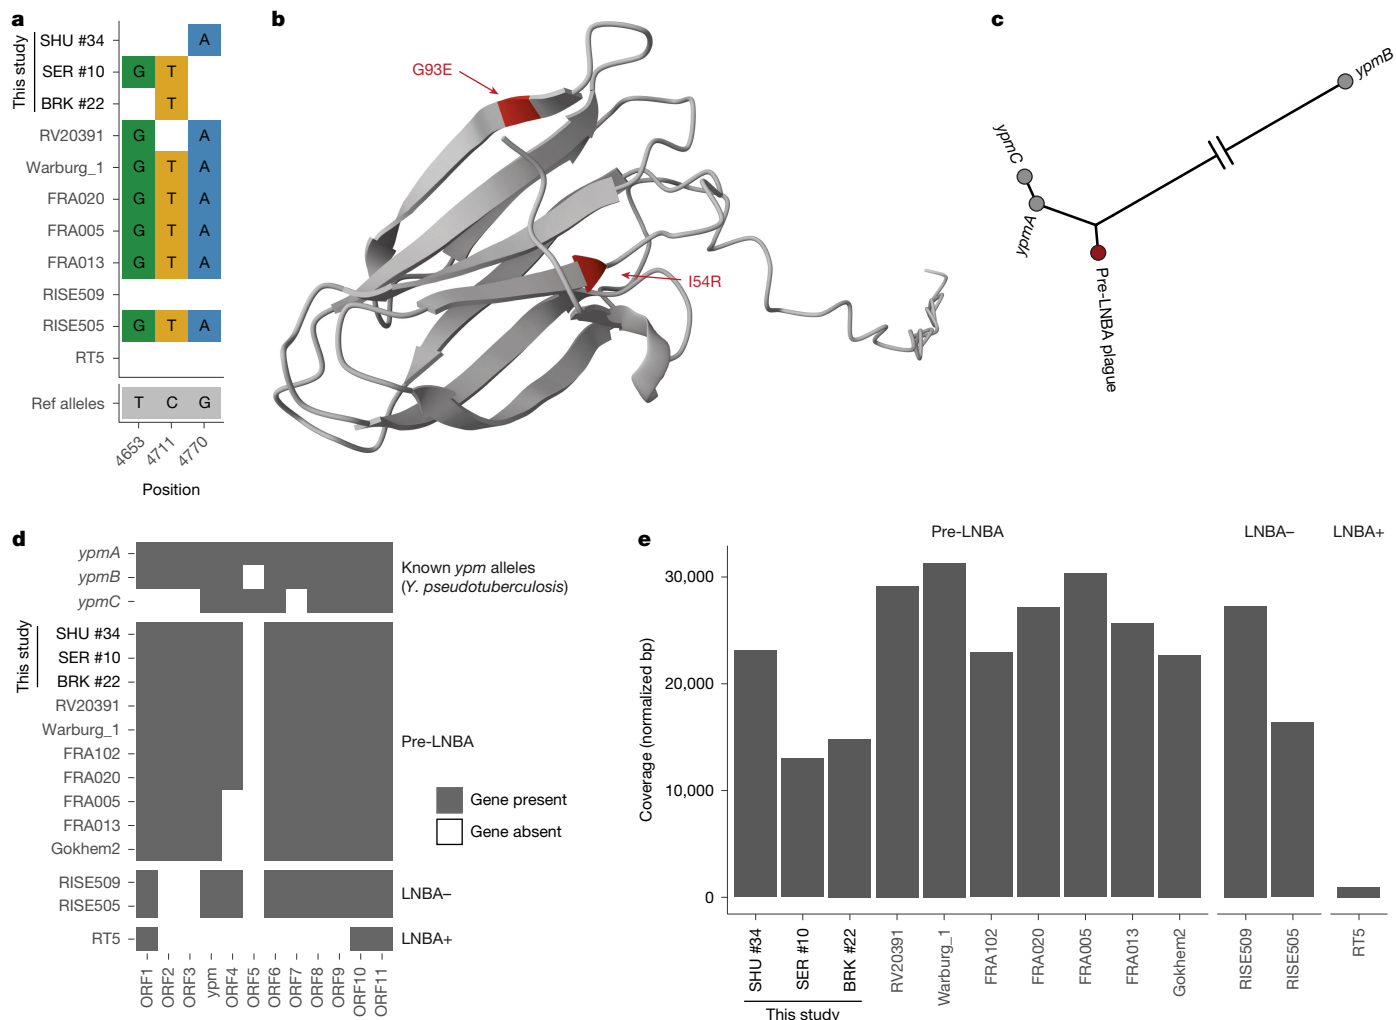 a
This study
SHU #34 A
SER #10 G T
BRK #22 T
RV20391 G A
Warburg_1 G T A
FRA020 G T A
FRA005 G T A
FRA013 G T A
RISE509
RISE505 G T A
RT5
Ref alleles T C G
4653 4711 4770
Position
b
G93E
I54R
c
ypmB
ypmC
ypmA
Pre-LNBA plague
d
ypmA
ypmB
ypmC
Known ypm alleles
(Y. pseudotuberculosis)
This study
SHU #34
SER #10
BRK #22
RV20391
Warburg_1
FRA102
FRA020
FRA005
FRA013
Gokhem2
Pre-LNBA
Gene present
Gene absent
RISE509
RISE505
LNBA–
RT5
LNBA+
ORF1 ORF2 ORF3 ypm ORF4 ORF5 ORF6 ORF7 ORF8 ORF9 ORF10 ORF11
e
Pre-LNBA LNBA– LNBA+
Coverage (normalized bp)
30,000
20,000
10,000
0
SHU #34 SER #10 BRK #22 RV20391 Warburg_1 FRA102 FRA020 FRA005 FRA013 Gokhem2 RISE509 RISE505 RT5
This study